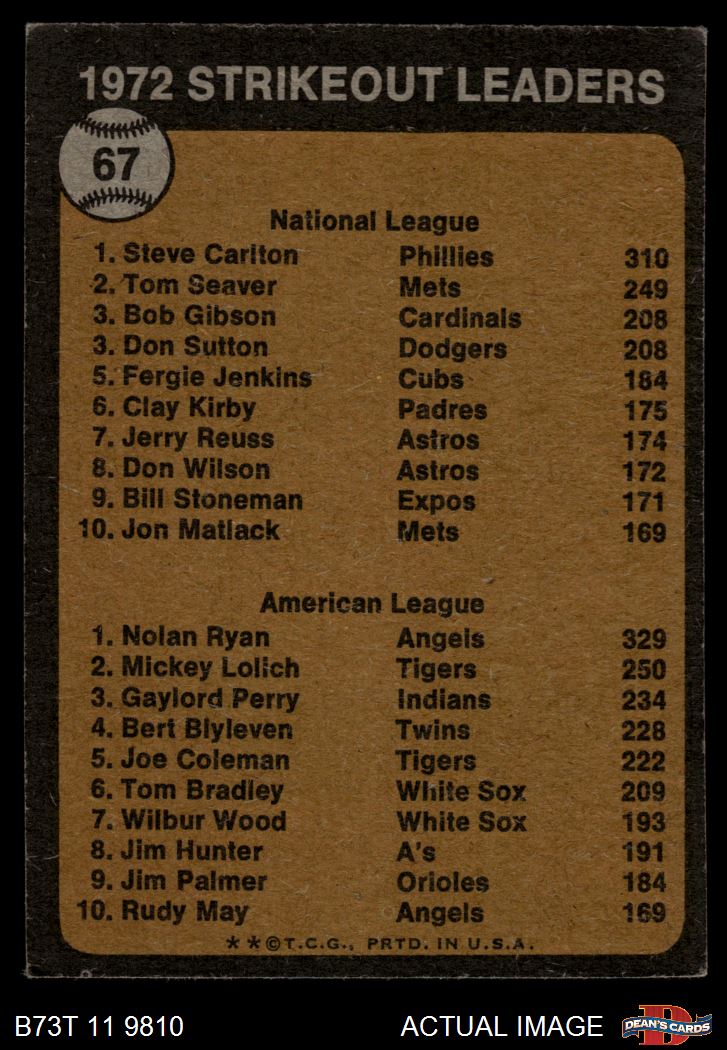 1972 STRIKEOUT LEADERS
67
National League
1. Steve Carlton Phillies 310
2. Tom Seaver Mets 249
3. Bob Gibson Cardinals 208
3. Don Sutton Dodgers 208
5. Fergie Jenkins Cubs 184
6. Clay Kirby Padres 175
7. Jerry Reuss Astros 174
8. Don Wilson Astros 172
9. Bill Stoneman Expos 171
10. Jon Matlack Mets 169
American League
1. Nolan Ryan Angels 329
2. Mickey Lolich Tigers 250
3. Gaylord Perry Indians 234
4. Bert Blyleven Twins 228
5. Joe Coleman Tigers 222
6. Tom Bradley White Sox 209
7. Wilbur Wood White Sox 193
8. Jim Hunter A's 191
9. Jim Palmer Orioles 184
10. Rudy May Angels 169
* * © T.C.G., PRTD. IN U.S.A.
B73T 11 9810 ACTUAL IMAGE
D
DEAN'S CARDS